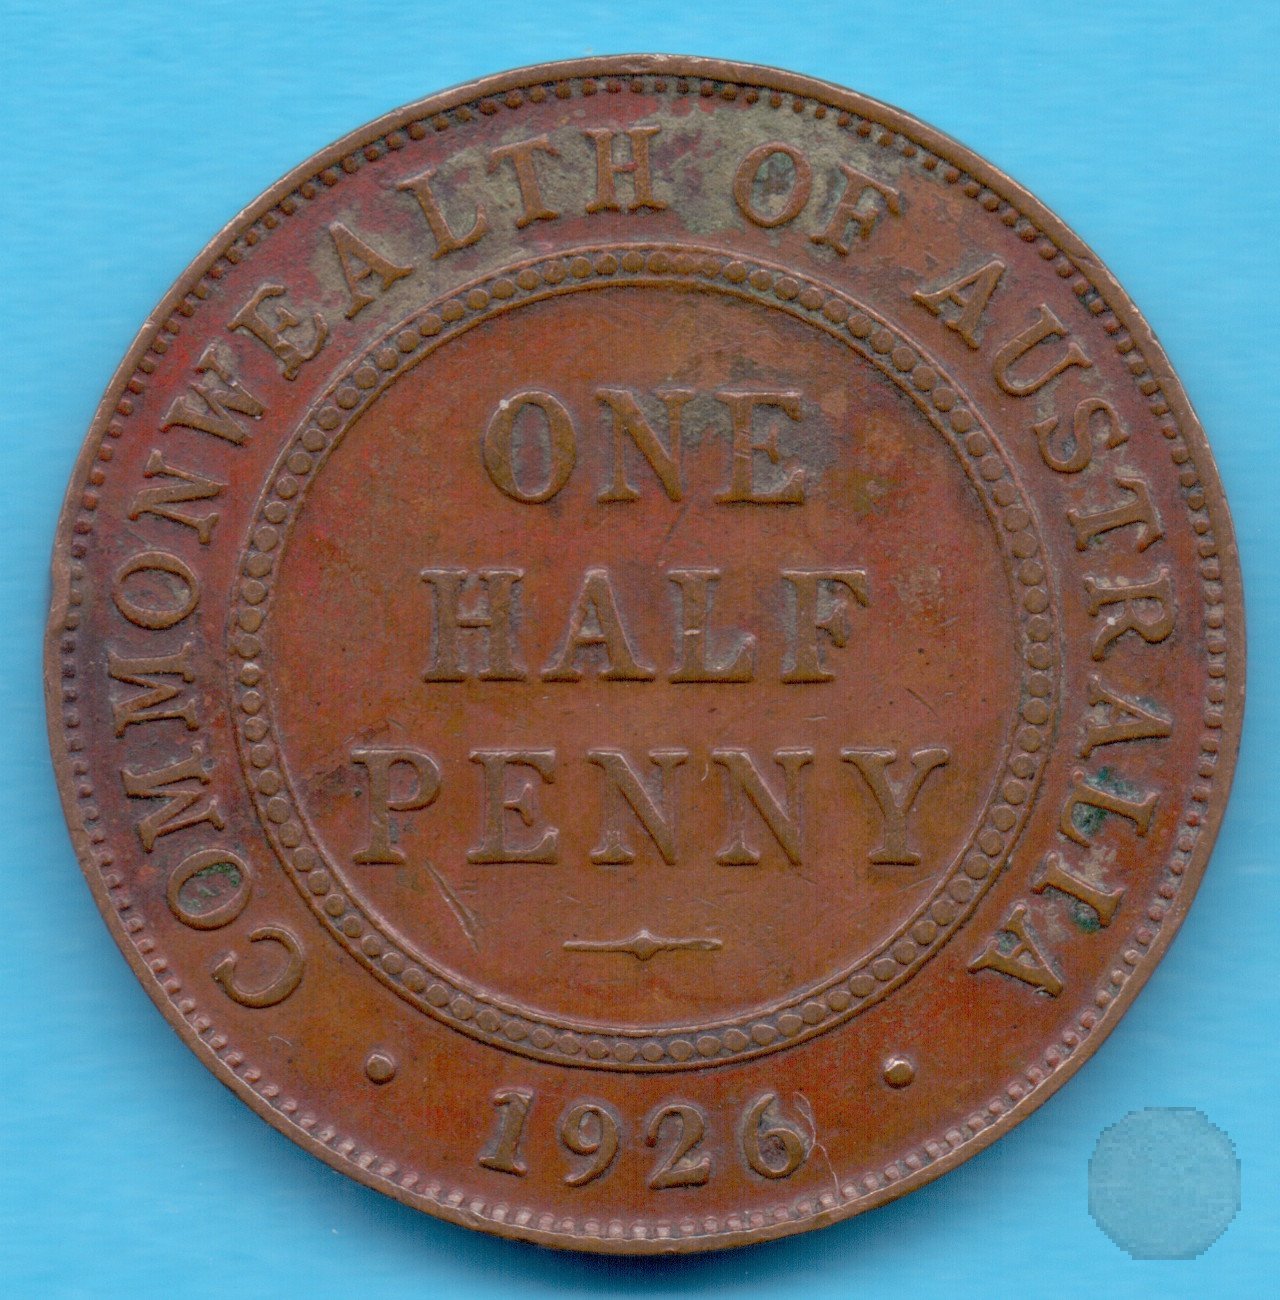 COMMONWEALTH OF AUSTRALIA
ONE
HALF
PENNY
· 1926 ·